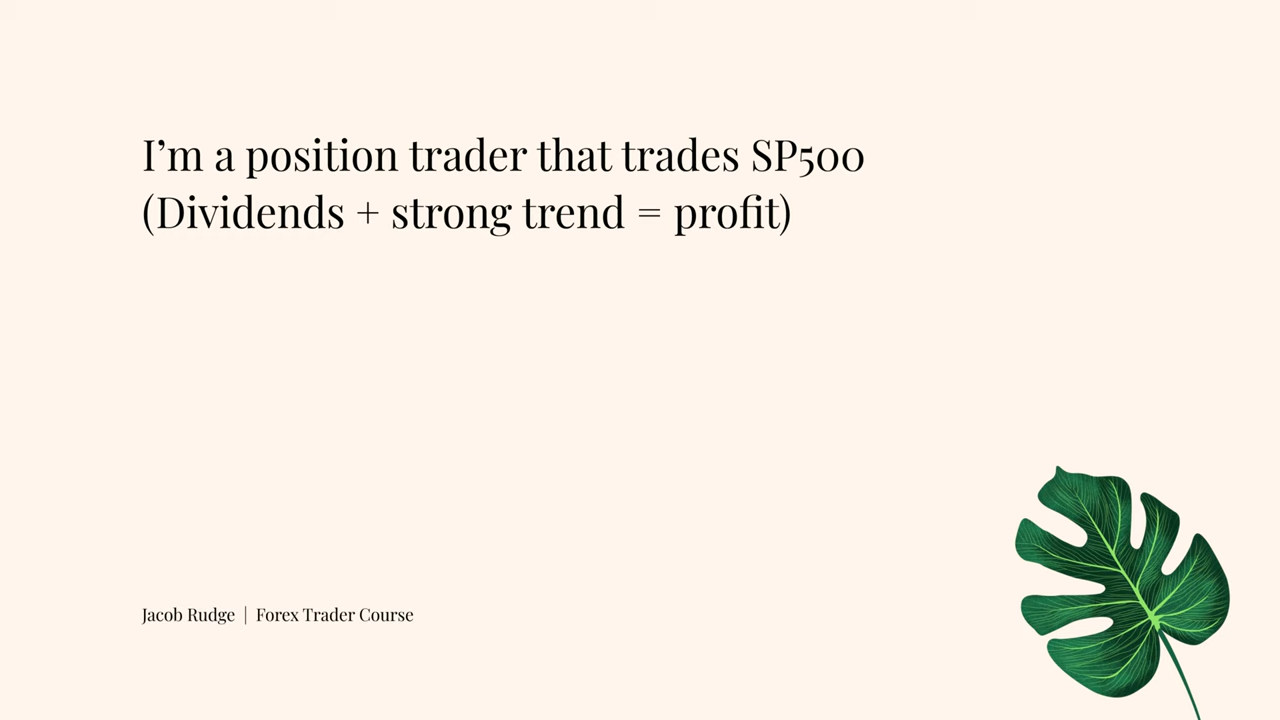 I’m a position trader that trades SP500
(Dividends + strong trend = profit)
Jacob Rudge | Forex Trader Course